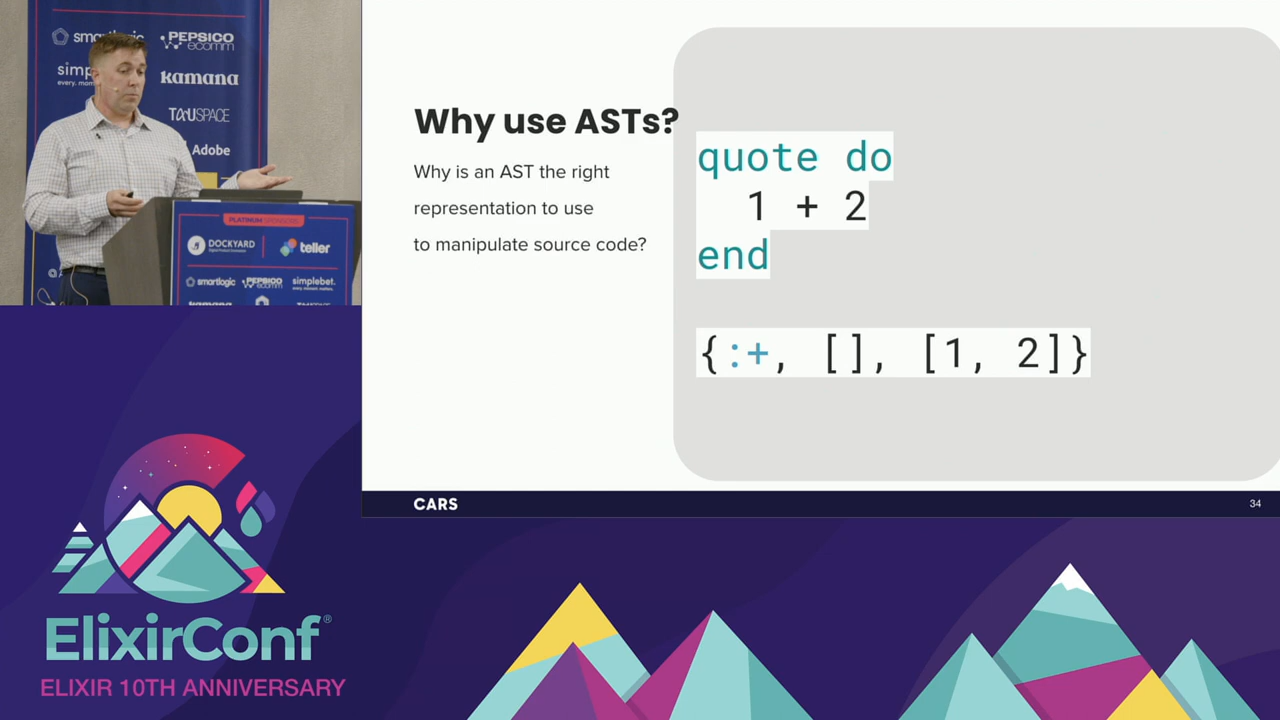 smartlogic
PEPSICO
ecomm
simp
every. mom
kamana
TAUSPACE
Adobe
PLATINUM SPONSORS
DOCKYARD
teller
smartlogic
PEPSICO
ecomm
simplebet.
Why use ASTs?
Why is an AST the right
representation to use
to manipulate source code?
quote do
1 + 2
end
{:+, [], [1, 2]}
CARS
34
ElixirConf®
ELIXIR 10TH ANNIVERSARY